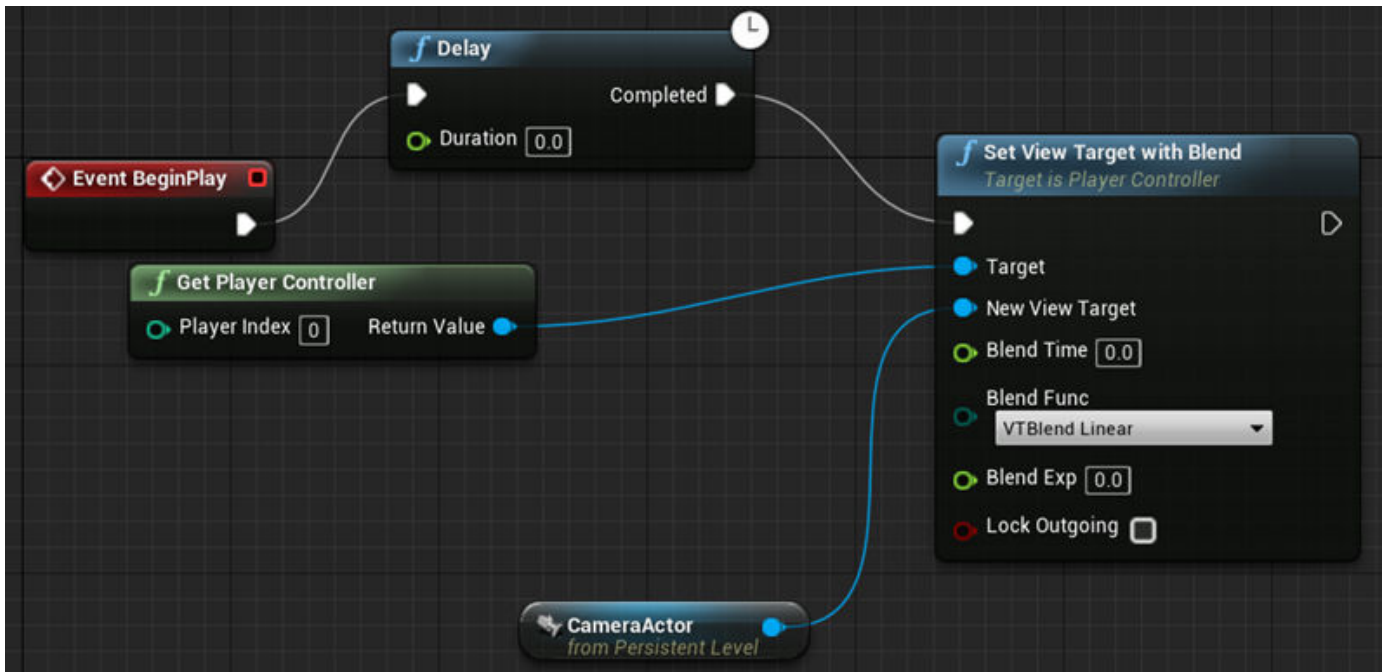 Delay
Completed
Duration 0.0
Event BeginPlay
Set View Target with Blend
Target is Player Controller
Get Player Controller
Player Index 0 Return Value
Target
New View Target
Blend Time 0.0
Blend Func
VTBlend Linear
Blend Exp 0.0
Lock Outgoing
CameraActor
from Persistent Level